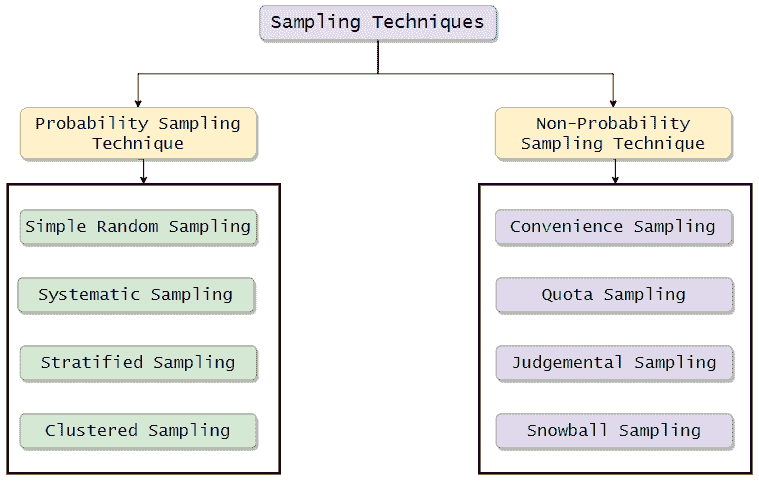 Sampling Techniques
Probability Sampling
Technique
Non-Probability
Sampling Technique
Simple Random Sampling
Systematic Sampling
Stratified Sampling
Clustered Sampling
Convenience Sampling
Quota Sampling
Judgemental Sampling
Snowball Sampling